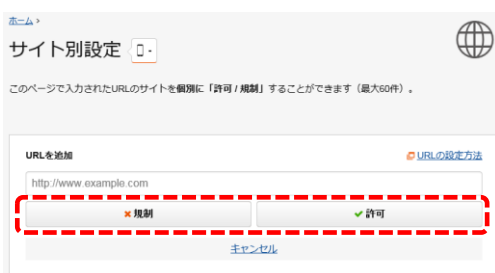 ホーム ›
サイト別設定
このページで入力されたURLのサイトを個別に「許可 / 規制」することができます（最大60件）。
URLを追加
URLの設定方法
http://www.example.com
規制
許可
キャンセル